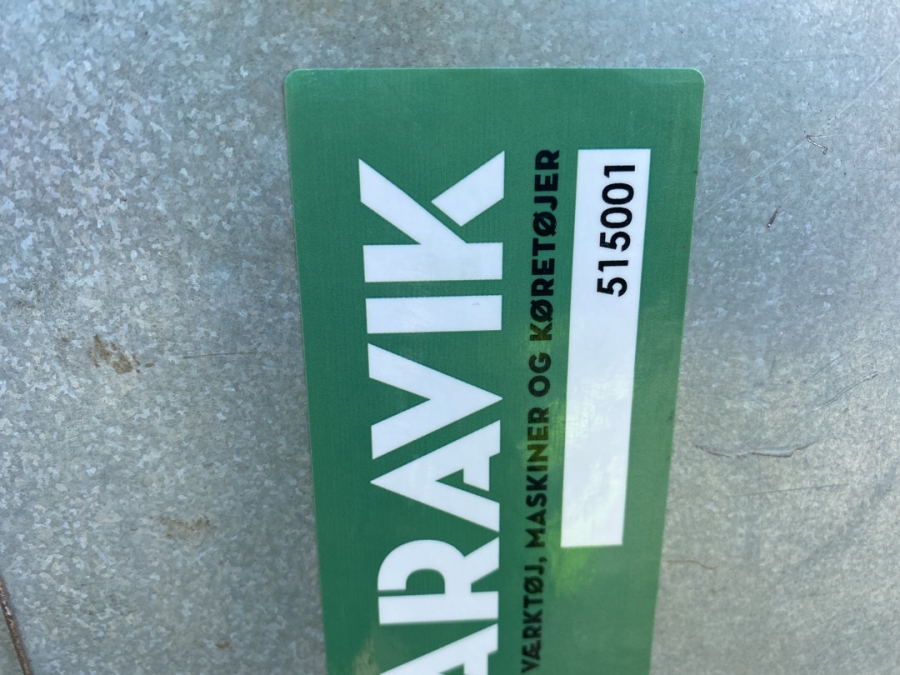 ARAVIK
VÆRKTØJ, MASKINER OG KØRETØJER
515001